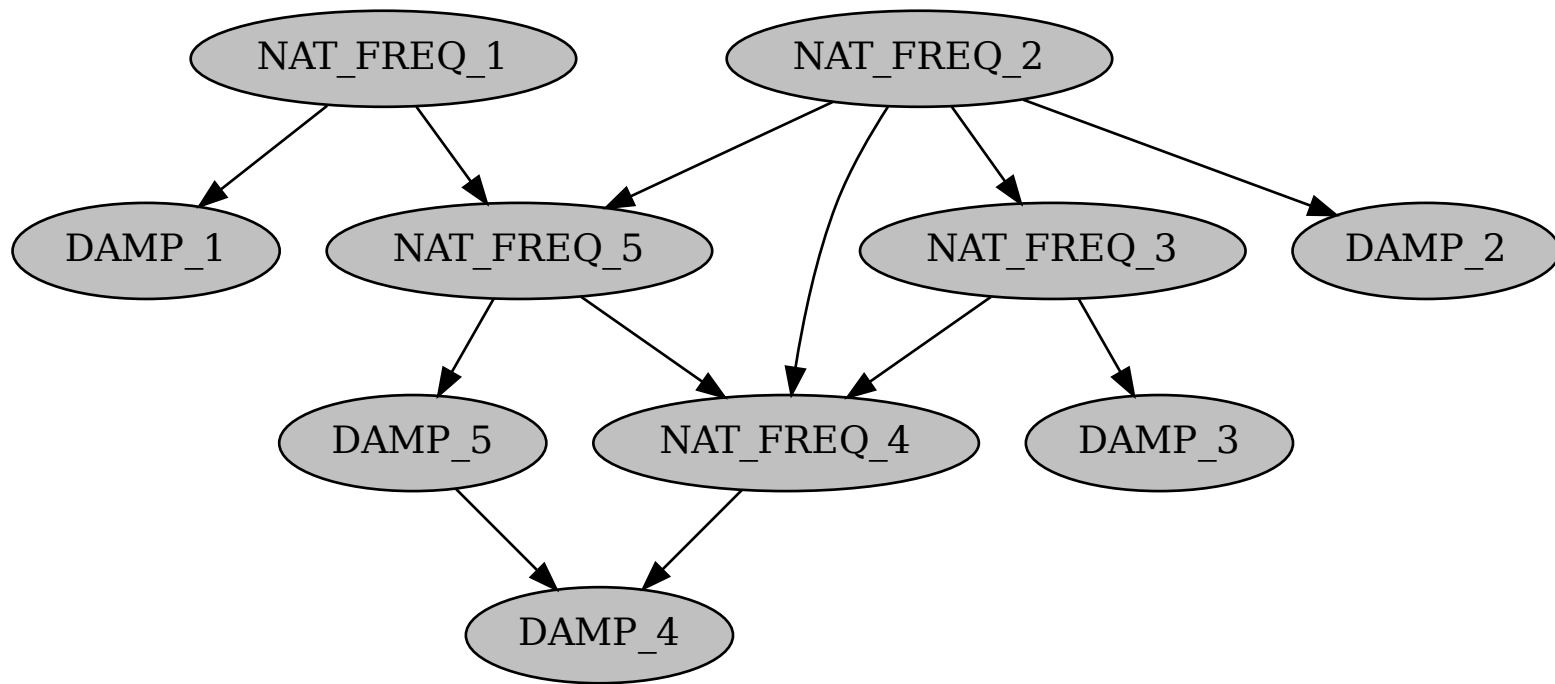 NAT_FREQ_1
NAT_FREQ_2
DAMP_1
NAT_FREQ_5
NAT_FREQ_3
DAMP_2
DAMP_5
NAT_FREQ_4
DAMP_3
DAMP_4